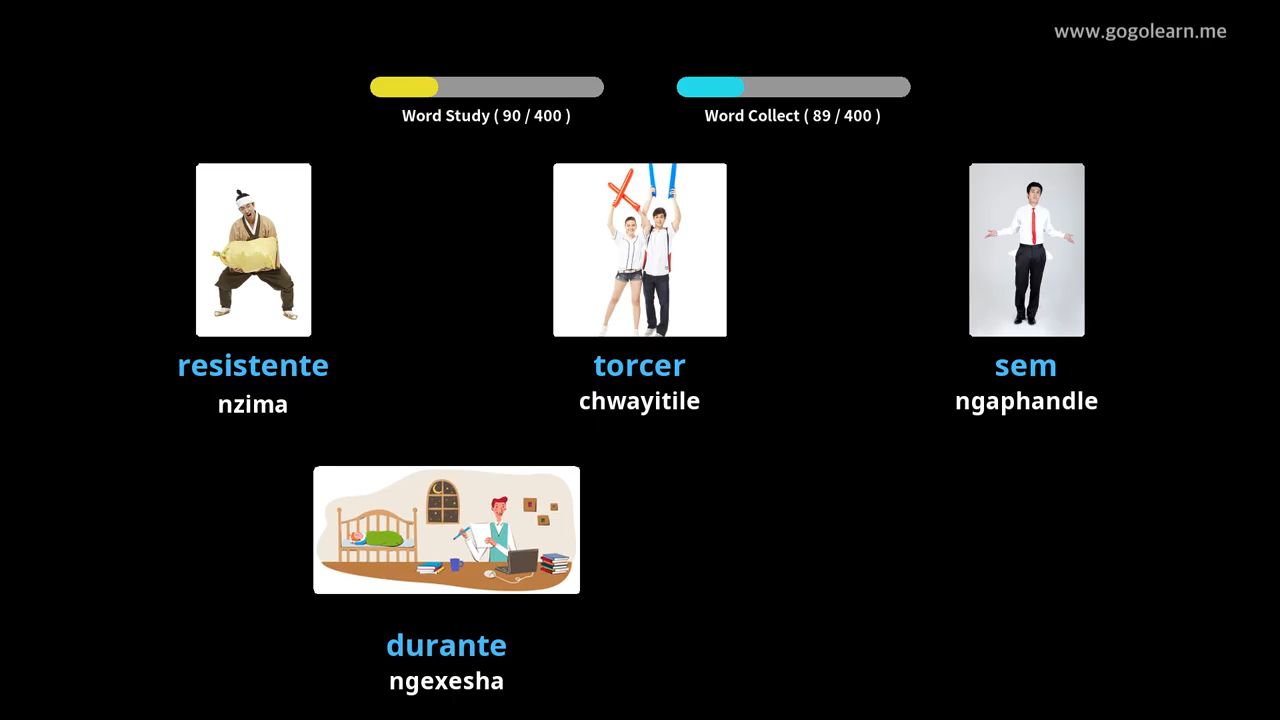 www.gogolearn.me
Word Study ( 90 / 400 )
Word Collect ( 89 / 400 )
resistente
nzima
torcer
chwayitile
sem
ngaphandle
durante
ngexesha